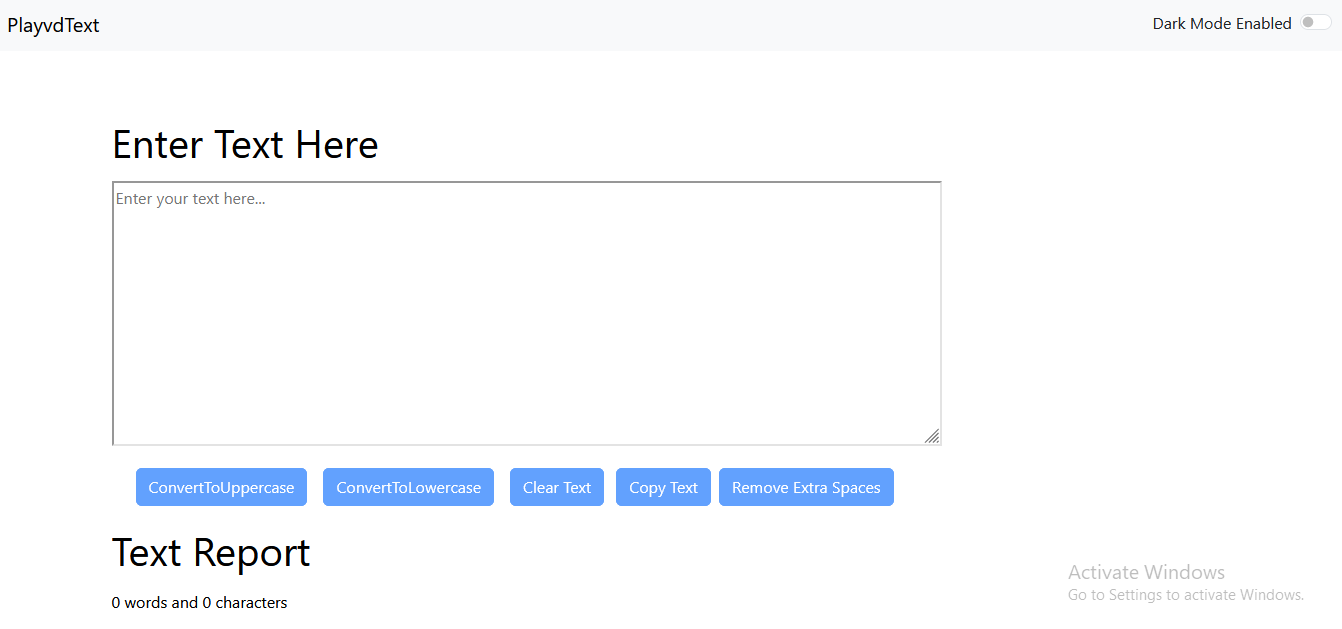 PlayvdText
Dark Mode Enabled
Enter Text Here
Enter your text here...
ConvertToUppercase
ConvertToLowercase
Clear Text
Copy Text
Remove Extra Spaces
Text Report
0 words and 0 characters
Activate Windows
Go to Settings to activate Windows.